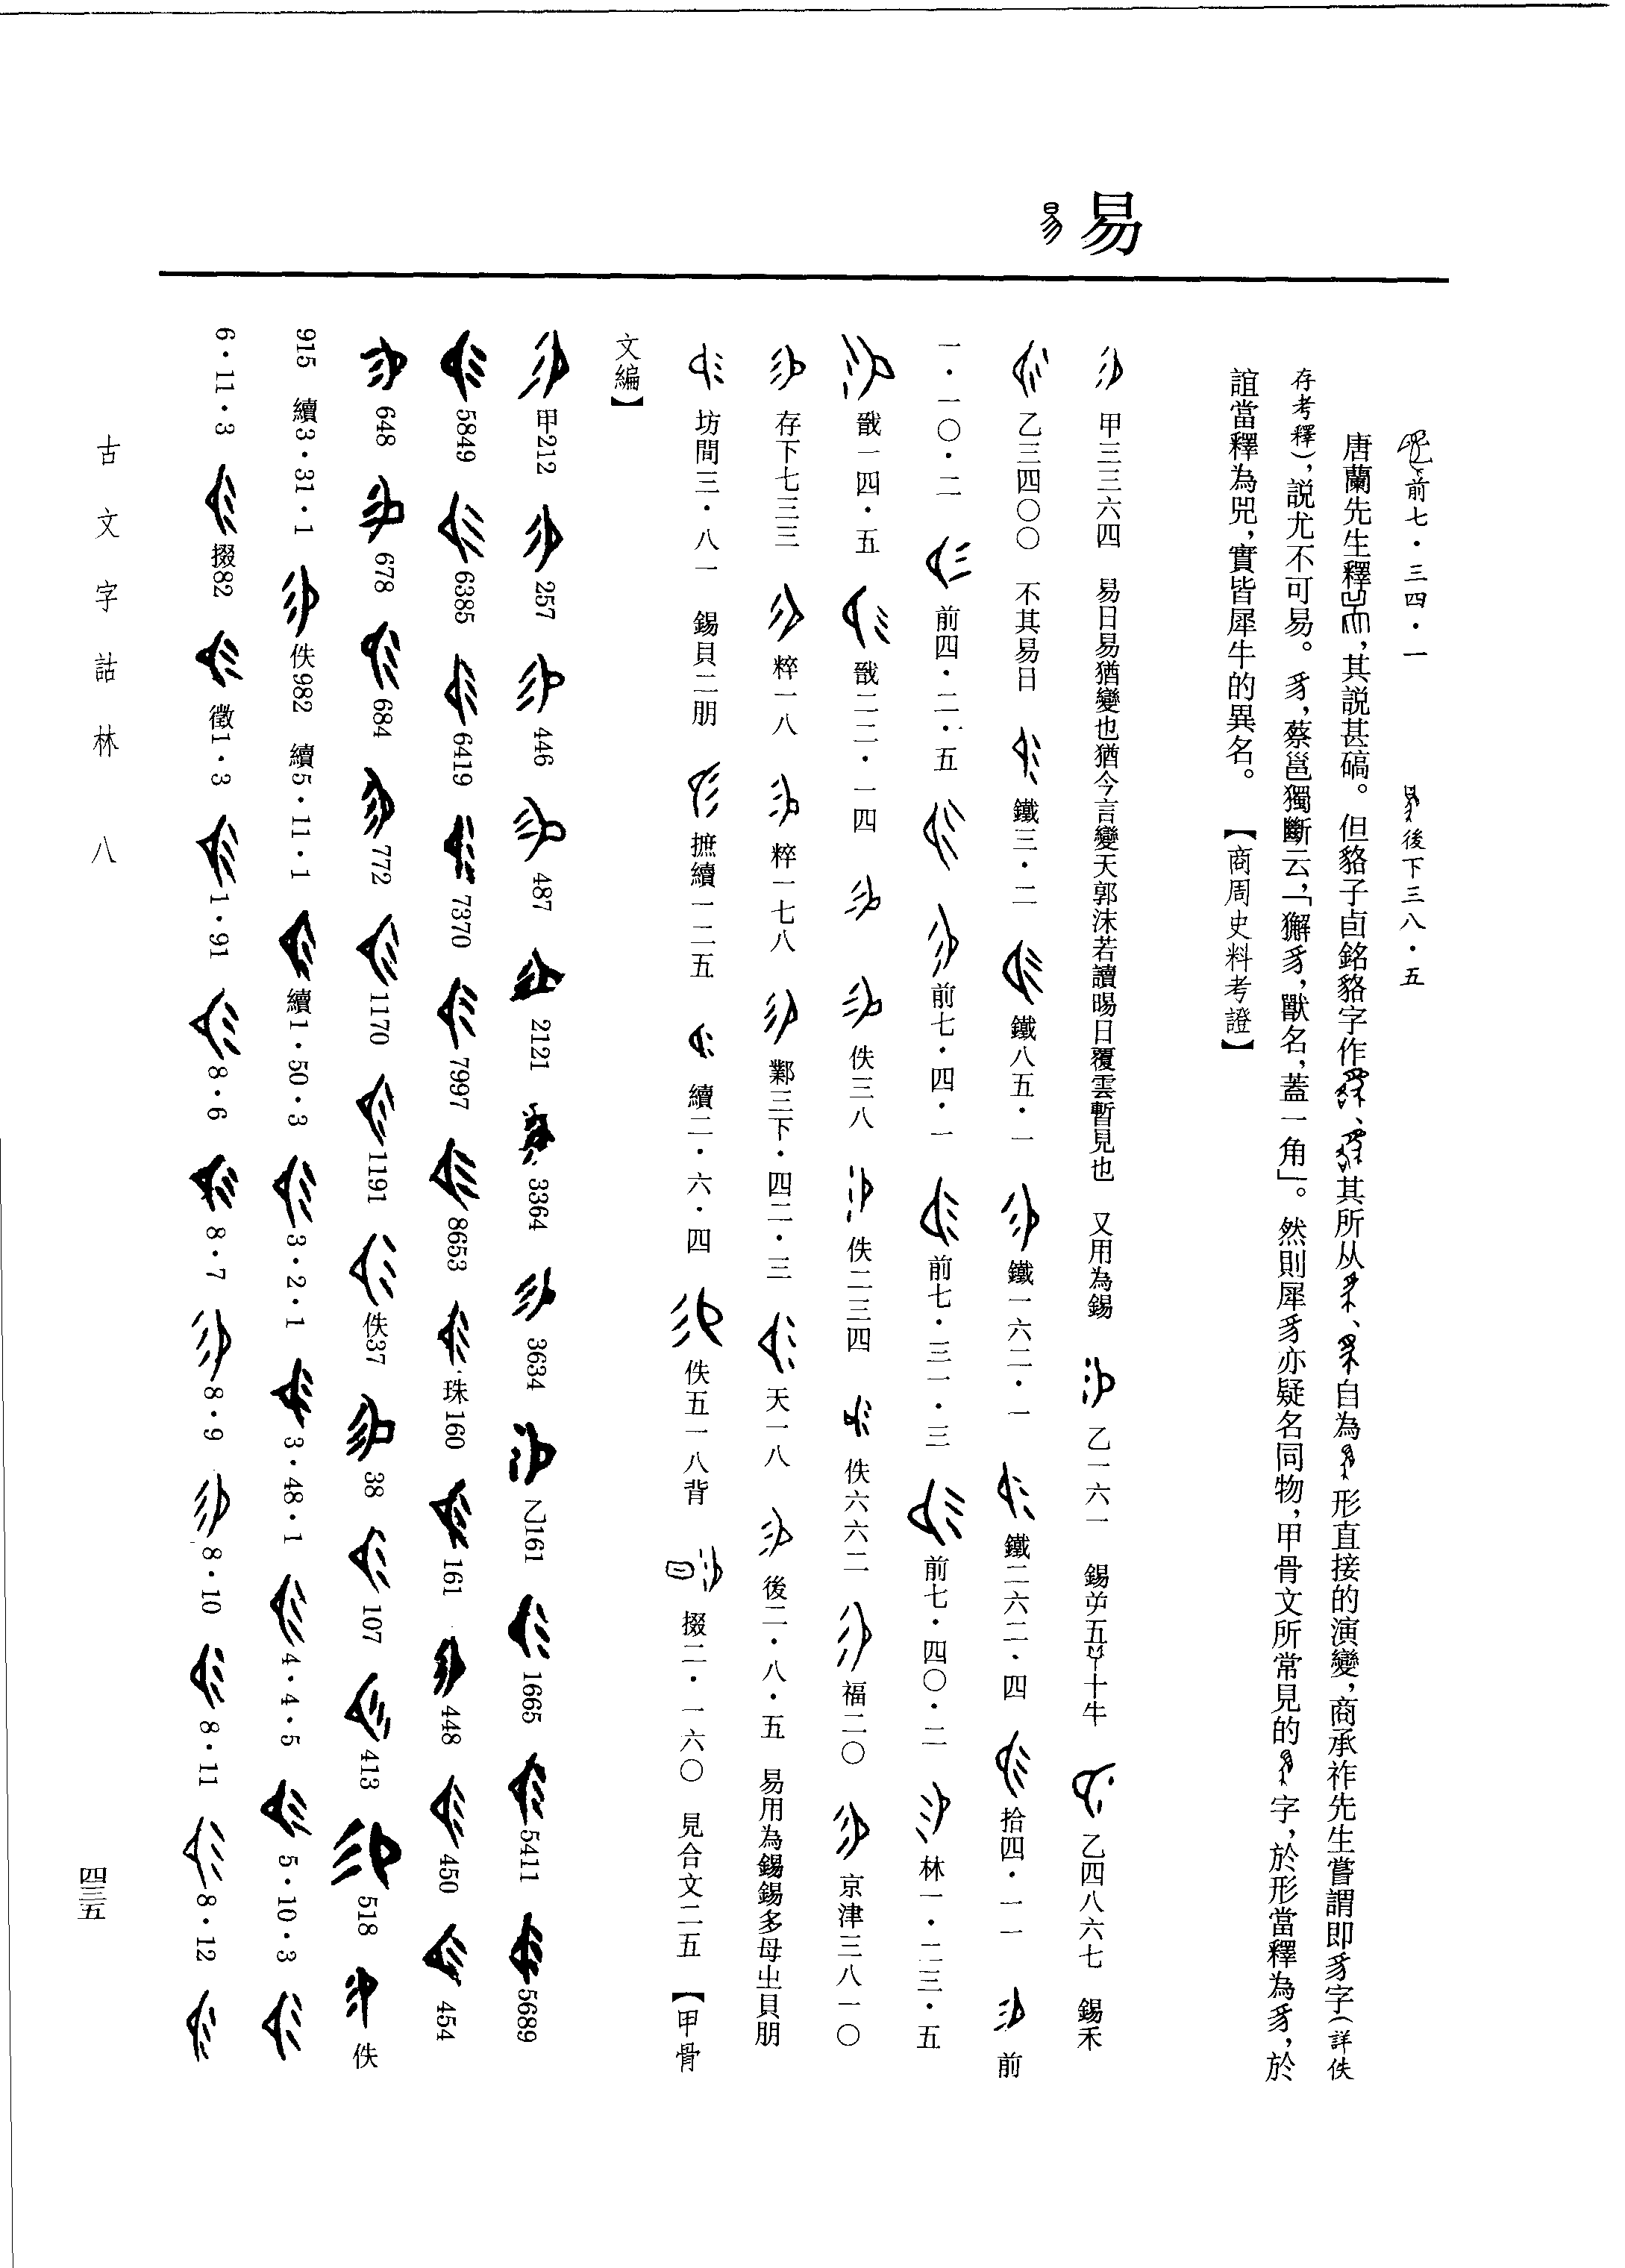 易
前七・三四・一　後下三八・五
唐蘭先生釋，其説甚碻。但貉子卣銘貉字作、其所从、自為形直接的演變，商承祚先生嘗謂即豸字（詳佚
存考釋），説尤不可易。豸，蔡邕獨斷云，「獬豸，獸名，蓋一角」。然則犀豸亦疑名同物，甲骨文所常見的字，於形當釋為豸，於
誼當釋為兕，實皆犀牛的異名。【商周史料考證】
甲三三六四　易日易猶變也猶今言變天郭沫若讀暘日覆雲暫見也　又用為錫　乙一六一　錫五十牛　乙四八六七　錫禾
乙三四〇〇　不其易日　鐵三・二　鐵八五・一　鐵一六二・一　鐵二六二・四　拾四・一一　前
一・一〇・二　前四・二・五　前七・四・一　前七・三一・三　前七・四〇・二　林一・二三・五
戩一四・五　戩二二・一四　佚三八　佚二三四　佚六六二　福二〇　京津三八一〇
存下七三三　粹一八　粹一七八　鄴三下・四二・三　天一八　後二・八・五　易用為錫錫多母㞢貝朋
坊間三・八一　錫貝二朋　摭續一二五　續二・六・四　佚五一八背　掇二・一六〇　見合文二五　【甲骨
文編】
甲212　257　446　487　2121　3364　3634　乙161　1665　5411　5689
5849　6385　6419　7370　7997　8653　珠160　161　448　450　454
648　678　684　772　1170　1191　佚37　38　107　413　518　佚
915　續3・31・1　佚982　續5・11・1　續1・50・3　3・2・1　3・48・1　4・4・5　5・10・3
6・11・3　掇82　徵1・3　1・91　8・6　8・7　8・9　8・10　8・11　8・12
古文字詁林　八
四三五